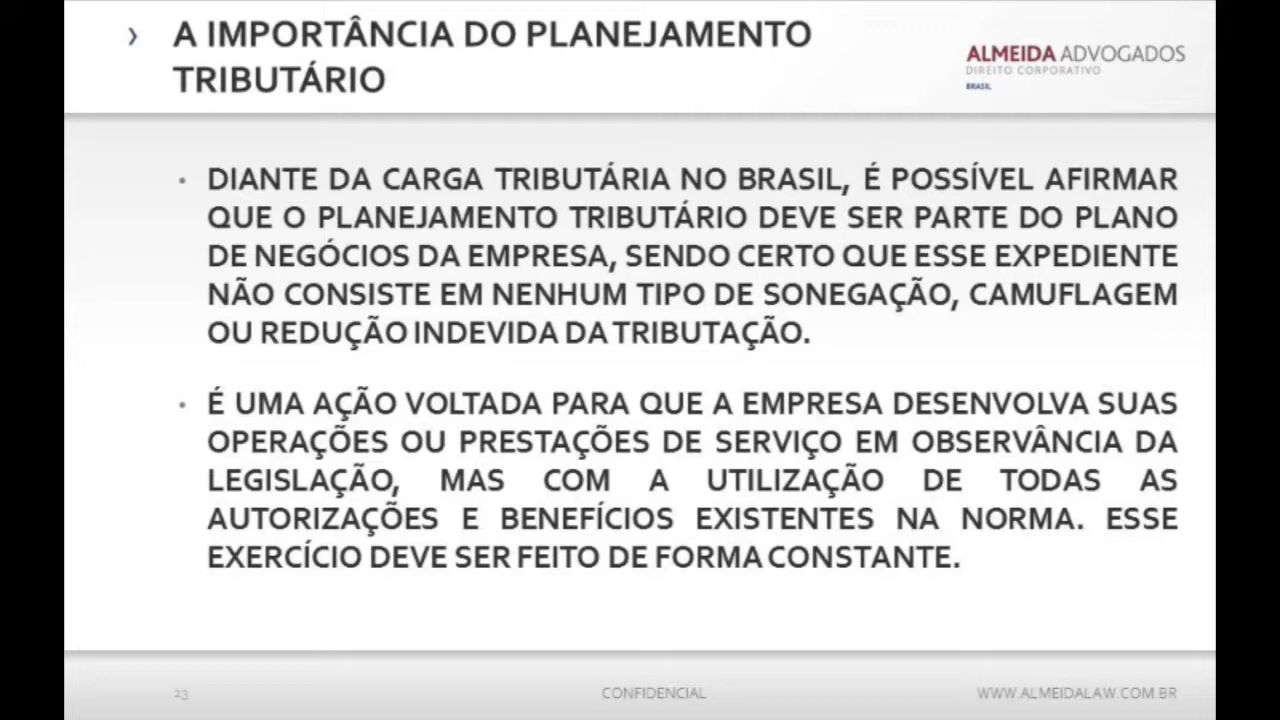 › A IMPORTÂNCIA DO PLANEJAMENTO
TRIBUTÁRIO
ALMEIDA ADVOGADOS
DIREITO CORPORATIVO
BRASIL
• DIANTE DA CARGA TRIBUTÁRIA NO BRASIL, É POSSÍVEL AFIRMAR
QUE O PLANEJAMENTO TRIBUTÁRIO DEVE SER PARTE DO PLANO
DE NEGÓCIOS DA EMPRESA, SENDO CERTO QUE ESSE EXPEDIENTE
NÃO CONSISTE EM NENHUM TIPO DE SONEGAÇÃO, CAMUFLAGEM
OU REDUÇÃO INDEVIDA DA TRIBUTAÇÃO.
• É UMA AÇÃO VOLTADA PARA QUE A EMPRESA DESENVOLVA SUAS
OPERAÇÕES OU PRESTAÇÕES DE SERVIÇO EM OBSERVÂNCIA DA
LEGISLAÇÃO, MAS COM A UTILIZAÇÃO DE TODAS AS
AUTORIZAÇÕES E BENEFÍCIOS EXISTENTES NA NORMA. ESSE
EXERCÍCIO DEVE SER FEITO DE FORMA CONSTANTE.
23
CONFIDENCIAL
WWW.ALMEIDALAW.COM.BR